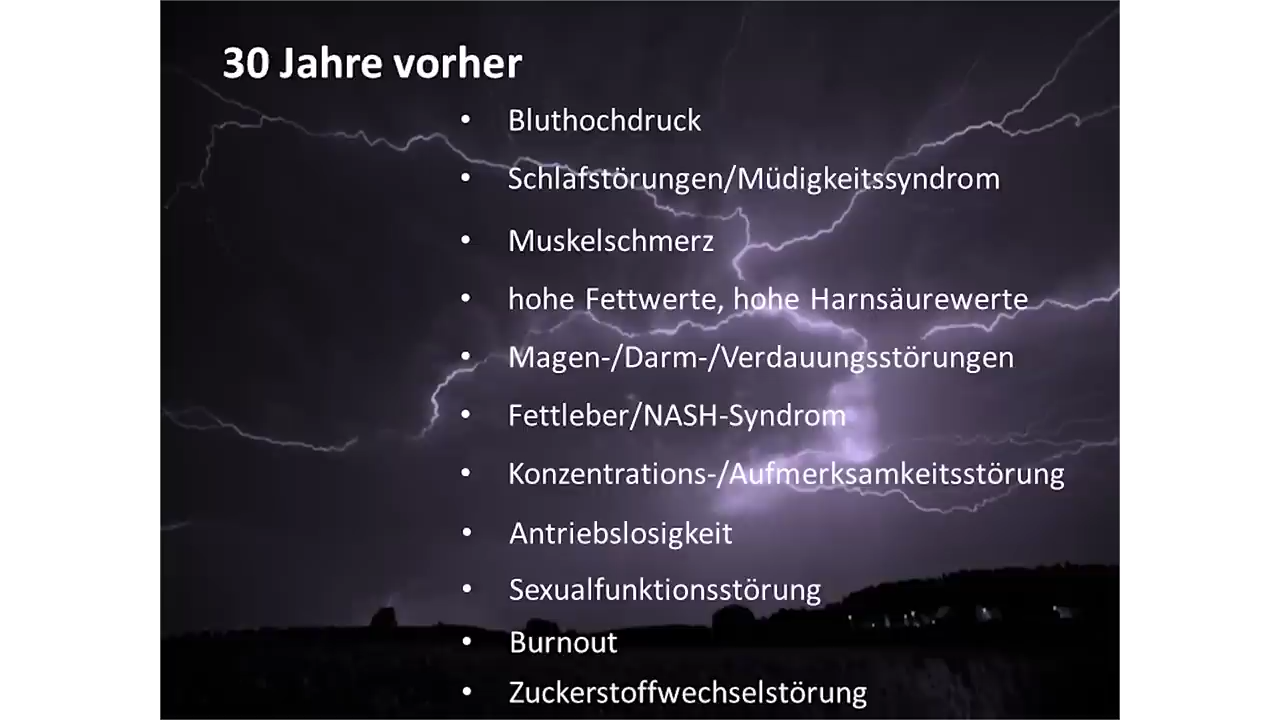 30 Jahre vorher
• Bluthochdruck
• Schlafstörungen/Müdigkeitssyndrom
• Muskelschmerz
• hohe Fettwerte, hohe Harnsäurewerte
• Magen-/Darm-/Verdauungsstörungen
• Fettleber/NASH-Syndrom
• Konzentrations-/Aufmerksamkeitsstörung
• Antriebslosigkeit
• Sexualfunktionsstörung
• Burnout
• Zuckerstoffwechselstörung